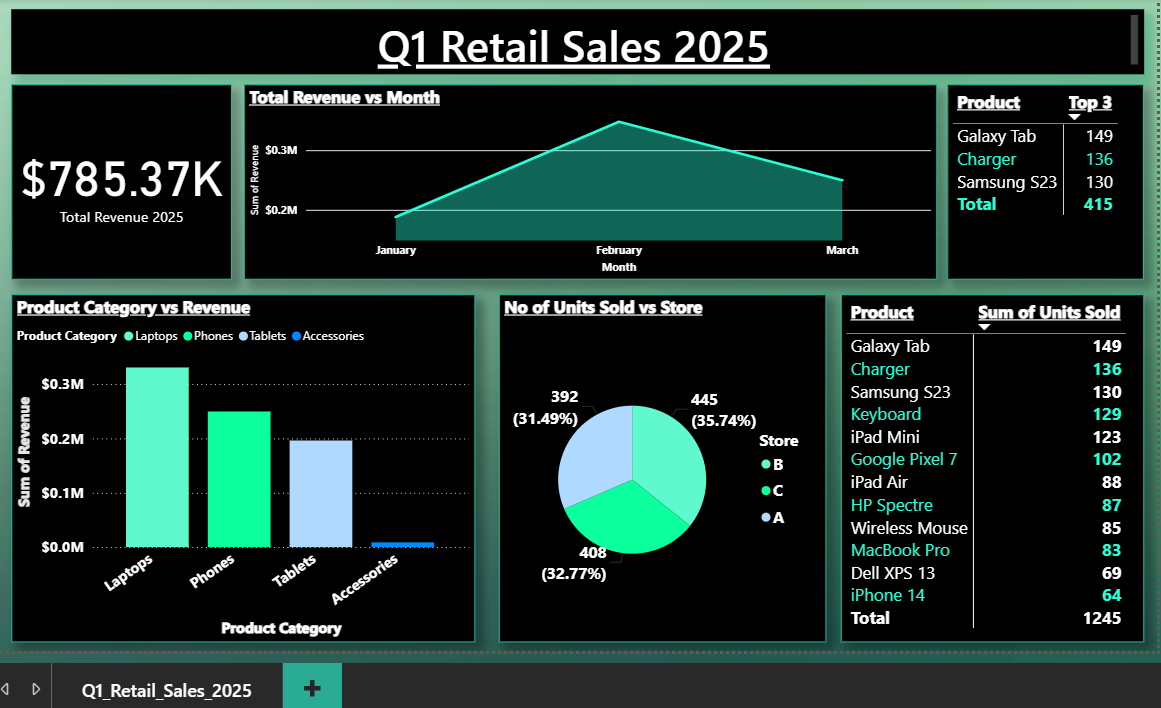 Q1 Retail Sales 2025
$785.37K
Total Revenue 2025
Total Revenue vs Month
Sum of Revenue
$0.3M
$0.2M
January February March
Month
Product Top 3
Galaxy Tab 149
Charger 136
Samsung S23 130
Total 415
Product Category vs Revenue
Product Category Laptops Phones Tablets Accessories
Sum of Revenue
$0.3M
$0.2M
$0.1M
$0.0M
Laptops Phones Tablets Accessories
Product Category
No of Units Sold vs Store
392
(31.49%)
445
(35.74%)
408
(32.77%)
Store
B
C
A
Product Sum of Units Sold
Galaxy Tab 149
Charger 136
Samsung S23 130
Keyboard 129
iPad Mini 123
Google Pixel 7 102
iPad Air 88
HP Spectre 87
Wireless Mouse 85
MacBook Pro 83
Dell XPS 13 69
iPhone 14 64
Total 1245
Q1_Retail_Sales_2025